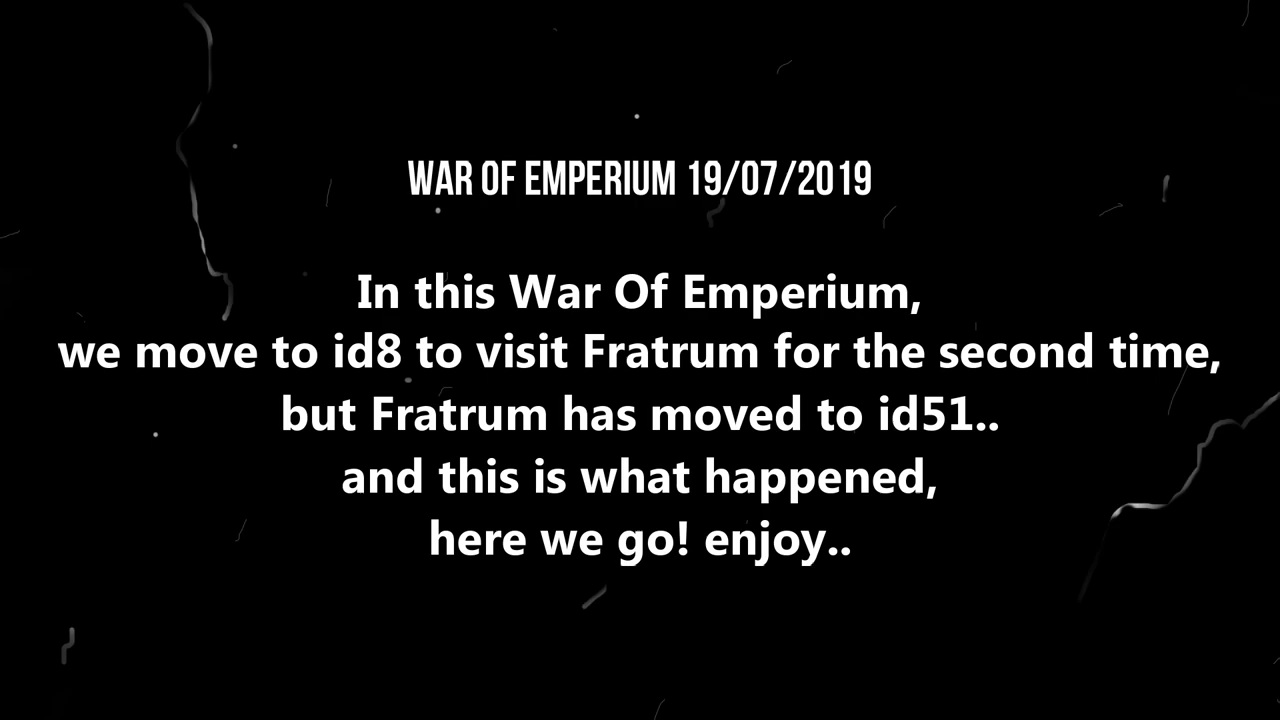 WAR OF EMPERIUM 19/07/2019
In this War Of Emperium,
we move to id8 to visit Fratrum for the second time,
but Fratrum has moved to id51..
and this is what happened,
here we go! enjoy..